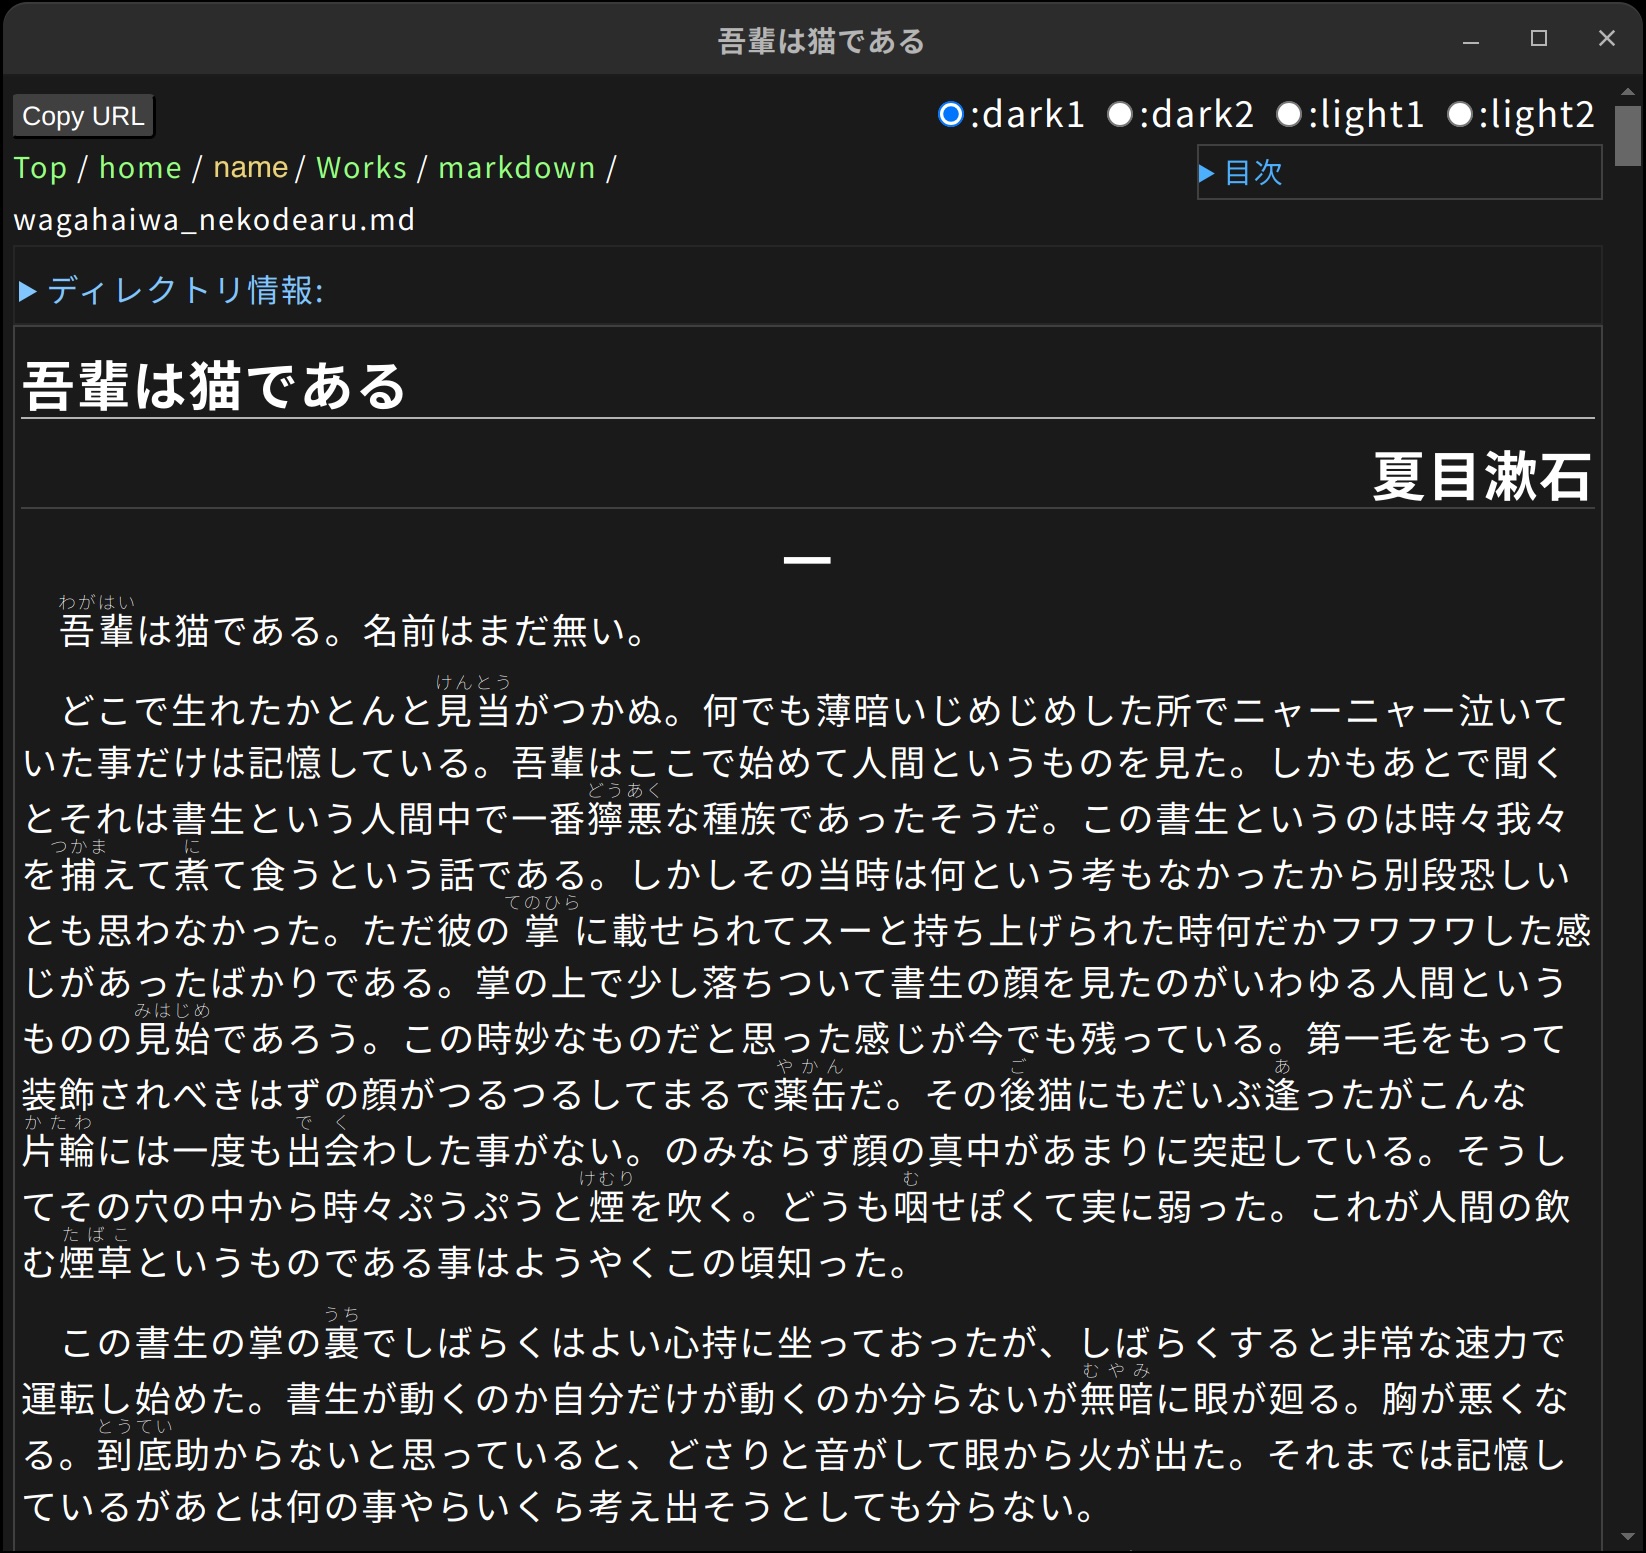 吾輩は猫である
Copy URL
:dark1 :dark2 :light1 :light2
Top / home / name / Works / markdown /
▶ 目次
wagahaiwa_nekodearu.md
▶ ディレクトリ情報:
吾輩は猫である
夏目漱石
一
わがはい
吾輩は猫である。名前はまだ無い。
けんとう
どこで生れたかとんと見当がつかぬ。何でも薄暗いじめじめした所でニャーニャー泣いて
いた事だけは記憶している。吾輩はここで始めて人間というものを見た。しかもあとで聞く
どうあく
とそれは書生という人間中で一番獰悪な種族であったそうだ。この書生というのは時々我々
つかま に
を捕えて煮て食うという話である。しかしその当時は何という考もなかったから別段恐しい
てのひら
とも思わなかった。ただ彼の掌に載せられてスーと持ち上げられた時何だかフワフワした感
じがあったばかりである。掌の上で少し落ちついて書生の顔を見たのがいわゆる人間という
みはじめ
ものの見始であろう。この時妙なものだと思った感じが今でも残っている。第一毛をもって
やかん ご あ
装飾されべきはずの顔がつるつるしてまるで薬缶だ。その後猫にもだいぶ逢ったがこんな
かたわ でく
片輪には一度も出会わした事がない。のみならず顔の真中があまりに突起している。そうし
けむり む
てその穴の中から時々ぷうぷうと煙を吹く。どうも咽せぽくて実に弱った。これが人間の飲
たばこ
む煙草というものである事はようやくこの頃知った。
うち
この書生の掌の裏でしばらくはよい心持に坐っておったが、しばらくすると非常な速力で
むやみ
運転し始めた。書生が動くのか自分だけが動くのか分らないが無暗に眼が廻る。胸が悪くな
とうてい
る。到底助からないと思っていると、どさりと音がして眼から火が出た。それまでは記憶し
ているがあとは何の事やらいくら考え出そうとしても分らない。